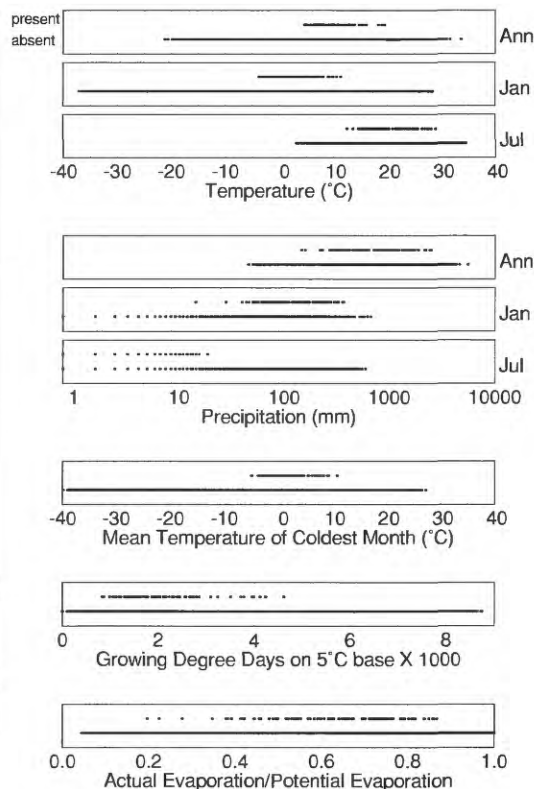 present
absent
Ann
Jan
Jul
-40 -30 -20 -10 0 10 20 30 40
Temperature (°C)
Ann
Jan
Jul
1 10 100 1000 10000
Precipitation (mm)
-40 -30 -20 -10 0 10 20 30 40
Mean Temperature of Coldest Month (°C)
0 2 4 6 8
Growing Degree Days on 5°C base X 1000
0.0 0.2 0.4 0.6 0.8 1.0
Actual Evaporation/Potential Evaporation